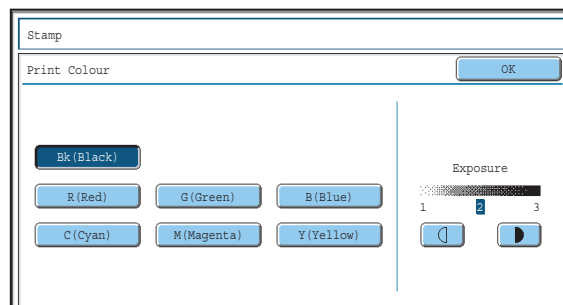 Stamp
Print Colour
OK
Bk(Black)
R(Red) G(Green) B(Blue)
C(Cyan) M(Magenta) Y(Yellow)
Exposure
1 2 3